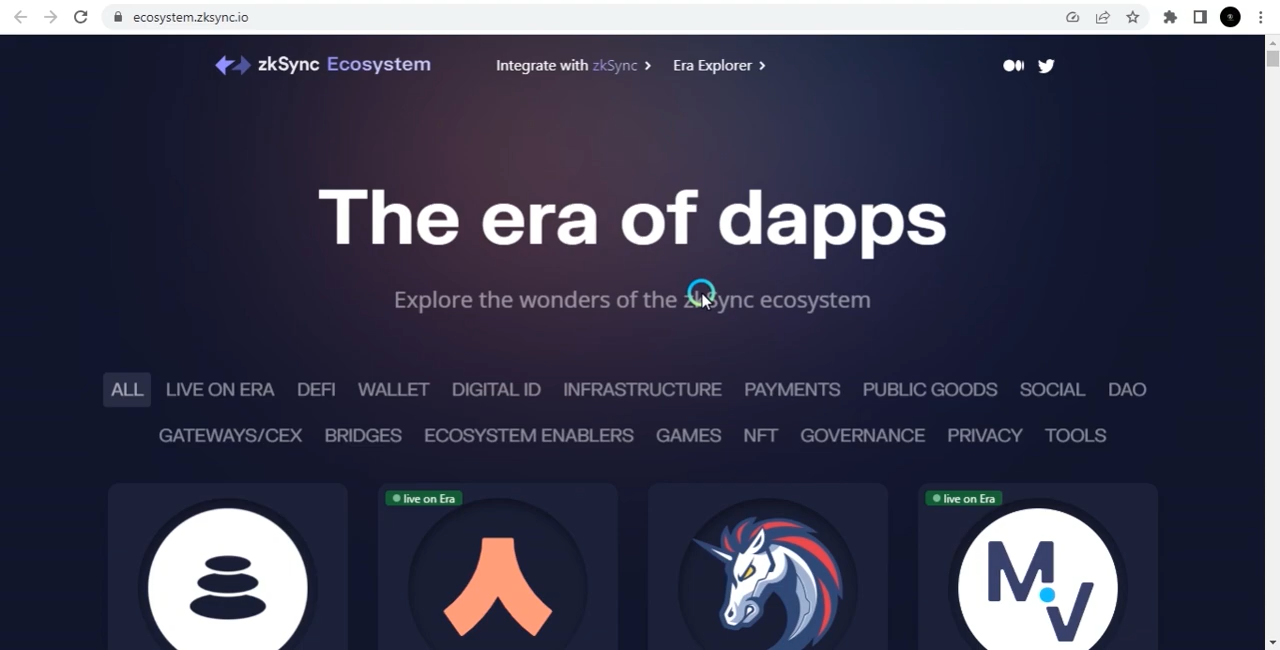 ecosystem.zksync.io
zkSync Ecosystem
Integrate with zkSync
Era Explorer
The era of dapps
Explore the wonders of the zkSync ecosystem
ALL LIVE ON ERA DEFI WALLET DIGITAL ID INFRASTRUCTURE PAYMENTS PUBLIC GOODS SOCIAL DAO
GATEWAYS/CEX BRIDGES ECOSYSTEM ENABLERS GAMES NFT GOVERNANCE PRIVACY TOOLS
live on Era
live on Era
M.V